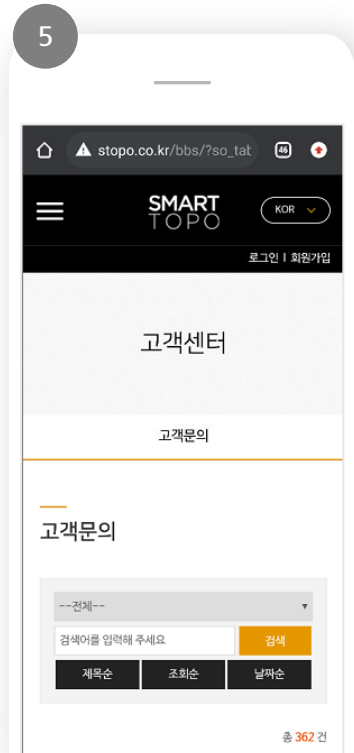 5
stopo.co.kr/bbs/?so_tab
46
SMART
TOPO
KOR
로그인 | 회원가입
고객센터
고객문의
고객문의
--전체--
검색어를 입력해 주세요
검색
제목순
조회순
날짜순
총 362 건